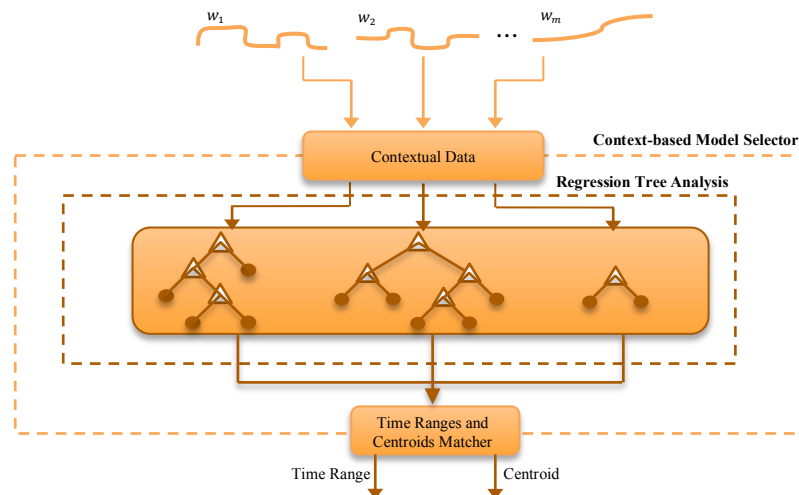 w₁
w₂
...
wₘ
Context-based Model Selector
Contextual Data
Regression Tree Analysis
Time Ranges and
Centroids Matcher
Time Range
Centroid